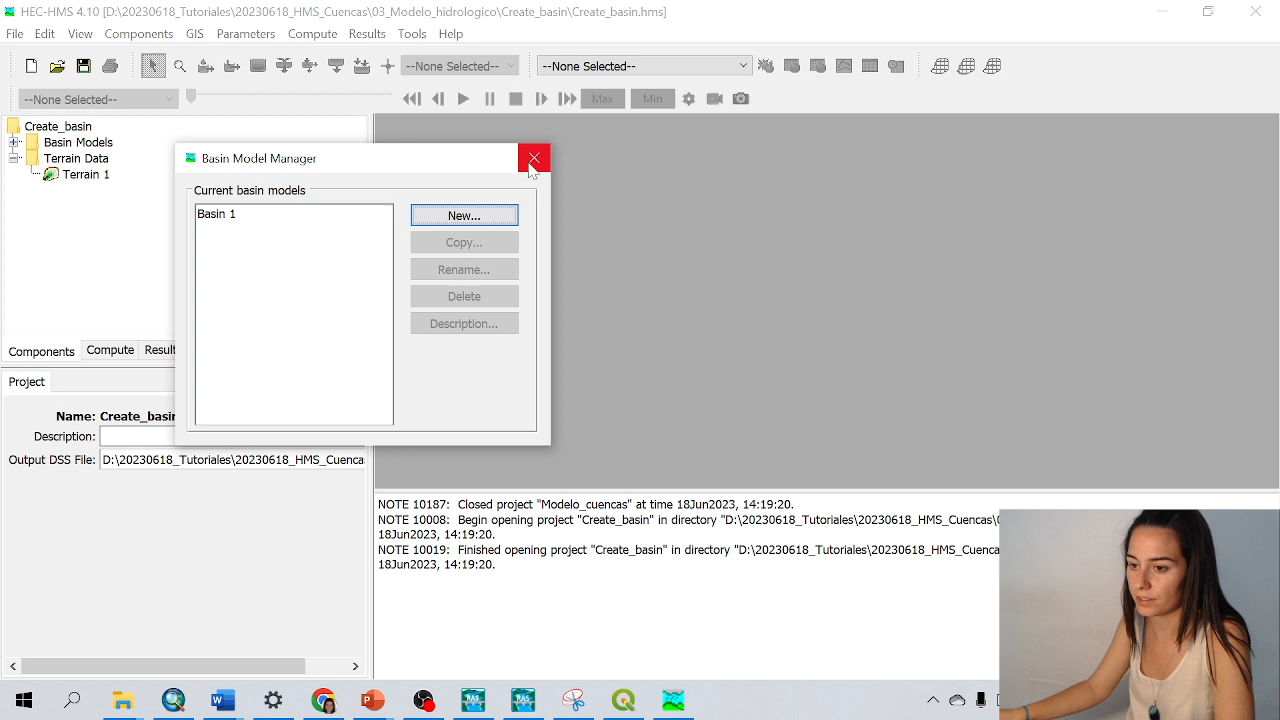 HEC-HMS 4.10 [D:\20230618_Tutoriales\20230618_HMS_Cuencas\03_Modelo_hidrologico\Create_basin\Create_basin.hms]
File Edit View Components GIS Parameters Compute Results Tools Help
--None Selected-- --None Selected--
--None Selected-- Max Min
Create_basin
Basin Models
Terrain Data
Terrain 1
Basin Model Manager
Current basin models
Basin 1
New...
Copy...
Rename...
Delete
Description...
Components Compute Result
Project
Name: Create_basin
Description:
Output DSS File: D:\20230618_Tutoriales\20230618_HMS_Cuenca
NOTE 10187: Closed project "Modelo_cuencas" at time 18Jun2023, 14:19:20.
NOTE 10008: Begin opening project "Create_basin" in directory "D:\20230618_Tutoriales\20230618_HMS_Cuencas\
18Jun2023, 14:19:20.
NOTE 10019: Finished opening project "Create_basin" in directory "D:\20230618_Tutoriales\20230618_HMS_Cuenca
18Jun2023, 14:19:20.
RAS RAS